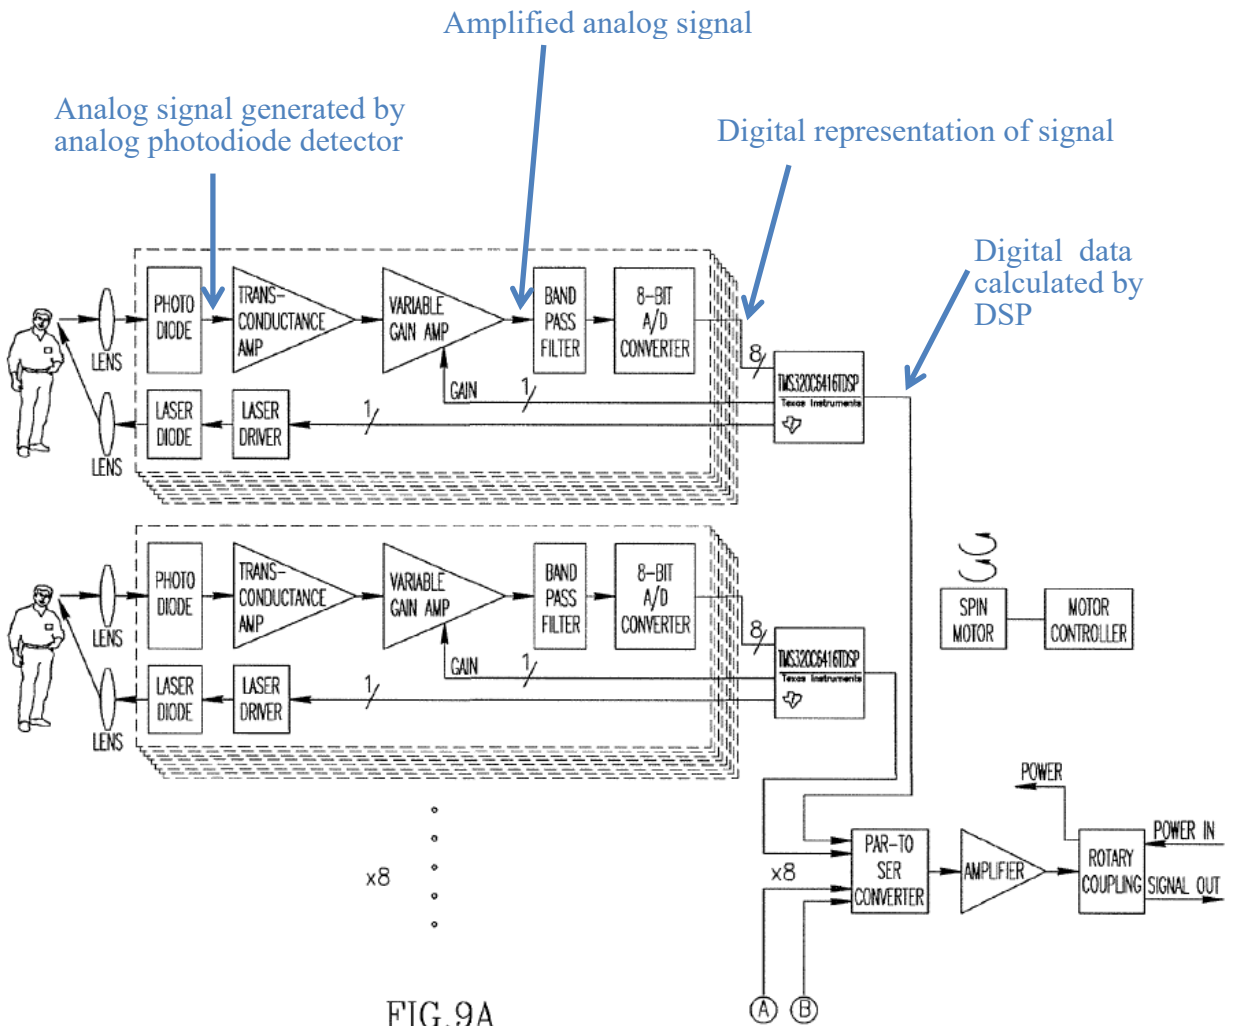 Amplified analog signal
Analog signal generated by
analog photodiode detector
Digital representation of signal
Digital data
calculated by
DSP
PHOTO
DIODE
TRANS-
CONDUCTANCE
AMP
VARIABLE
GAIN AMP
BAND
PASS
FILTER
8-BIT
A/D
CONVERTER
LENS
8
TMS320C6416TDSP
Texas Instruments
GAIN
1
LASER
DIODE
LASER
DRIVER
1
LENS
PHOTO
DIODE
TRANS-
CONDUCTANCE
AMP
VARIABLE
GAIN AMP
BAND
PASS
FILTER
8-BIT
A/D
CONVERTER
LENS
8
TMS320C6416TDSP
Texas Instruments
GAIN
1
LASER
DIODE
LASER
DRIVER
1
LENS
SPIN
MOTOR
MOTOR
CONTROLLER
x8
x8
PAR-TO
SER
CONVERTER
AMPLIFIER
POWER
ROTARY
COUPLING
POWER IN
SIGNAL OUT
A
B
FIG.9A